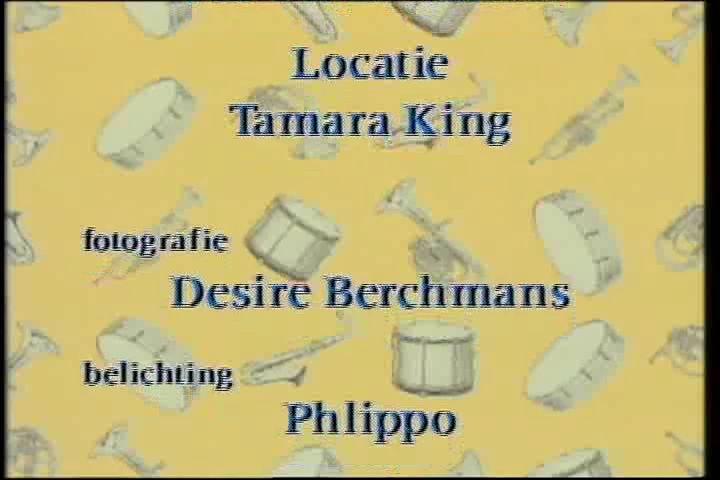 Locatie
Tamara King
fotografie
Desire Berchmans
belichting
Phlippo